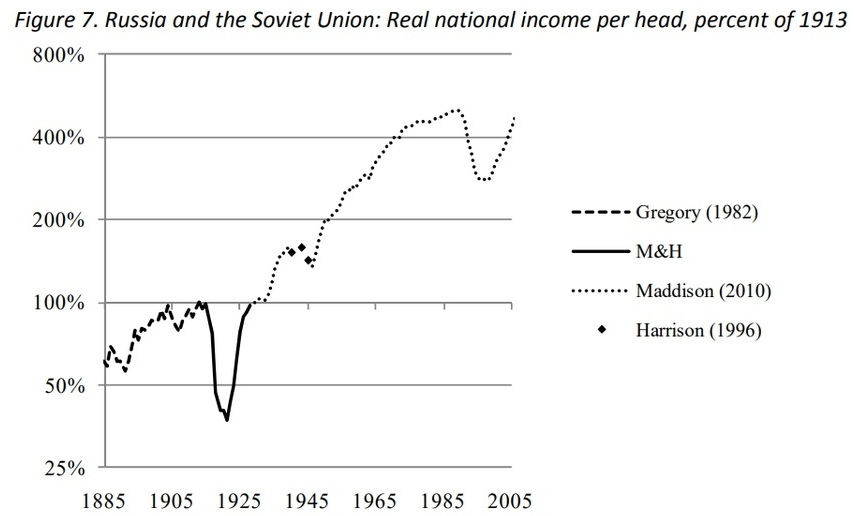 Figure 7. Russia and the Soviet Union: Real national income per head, percent of 1913
800%
400%
200%
100%
50%
25%
1885 1905 1925 1945 1965 1985 2005
Gregory (1982)
M&H
Maddison (2010)
Harrison (1996)